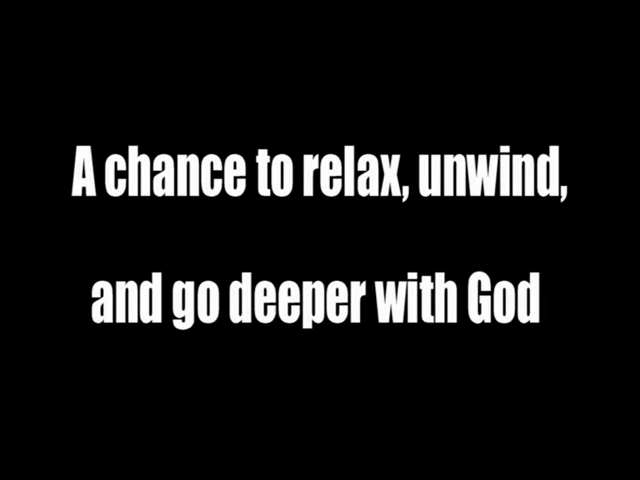 A chance to relax, unwind,
and go deeper with God